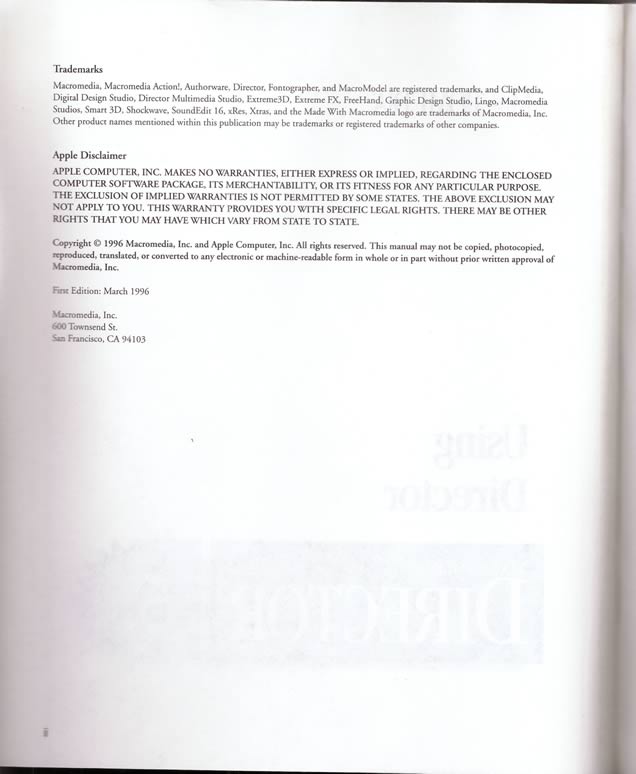 Trademarks
Macromedia, Macromedia Action!, Authorware, Director, Fontographer, and MacroModel are registered trademarks, and ClipMedia,
Digital Design Studio, Director Multimedia Studio, Extreme3D, Extreme FX, FreeHand, Graphic Design Studio, Lingo, Macromedia
Studios, Smart 3D, Shockwave, SoundEdit 16, xRes, Xtras, and the Made With Macromedia logo are trademarks of Macromedia, Inc.
Other product names mentioned within this publication may be trademarks or registered trademarks of other companies.
Apple Disclaimer
APPLE COMPUTER, INC. MAKES NO WARRANTIES, EITHER EXPRESS OR IMPLIED, REGARDING THE ENCLOSED
COMPUTER SOFTWARE PACKAGE, ITS MERCHANTABILITY, OR ITS FITNESS FOR ANY PARTICULAR PURPOSE.
THE EXCLUSION OF IMPLIED WARRANTIES IS NOT PERMITTED BY SOME STATES. THE ABOVE EXCLUSION MAY
NOT APPLY TO YOU. THIS WARRANTY PROVIDES YOU WITH SPECIFIC LEGAL RIGHTS. THERE MAY BE OTHER
RIGHTS THAT YOU MAY HAVE WHICH VARY FROM STATE TO STATE.
Copyright © 1996 Macromedia, Inc. and Apple Computer, Inc. All rights reserved. This manual may not be copied, photocopied,
reproduced, translated, or converted to any electronic or machine-readable form in whole or in part without prior written approval of
Macromedia, Inc.
First Edition: March 1996
Macromedia, Inc.
600 Townsend St.
San Francisco, CA 94103
Using
Director
DIRECTOR